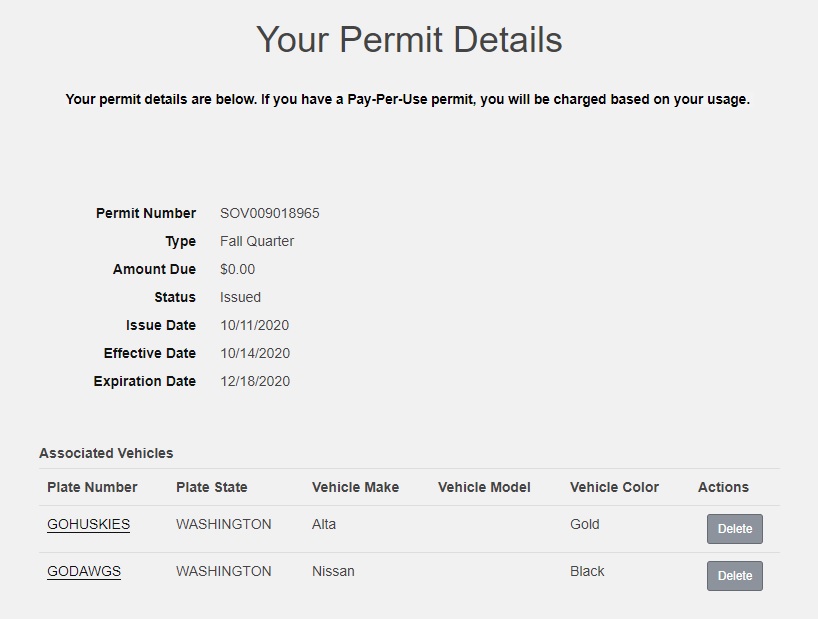 Your Permit Details
Your permit details are below. If you have a Pay-Per-Use permit, you will be charged based on your usage.
Permit Number SOV009018965
Type Fall Quarter
Amount Due $0.00
Status Issued
Issue Date 10/11/2020
Effective Date 10/14/2020
Expiration Date 12/18/2020
Associated Vehicles
Plate Number Plate State Vehicle Make Vehicle Model Vehicle Color Actions
GOHUSKIES WASHINGTON Alta Gold Delete
GODAWGS WASHINGTON Nissan Black Delete